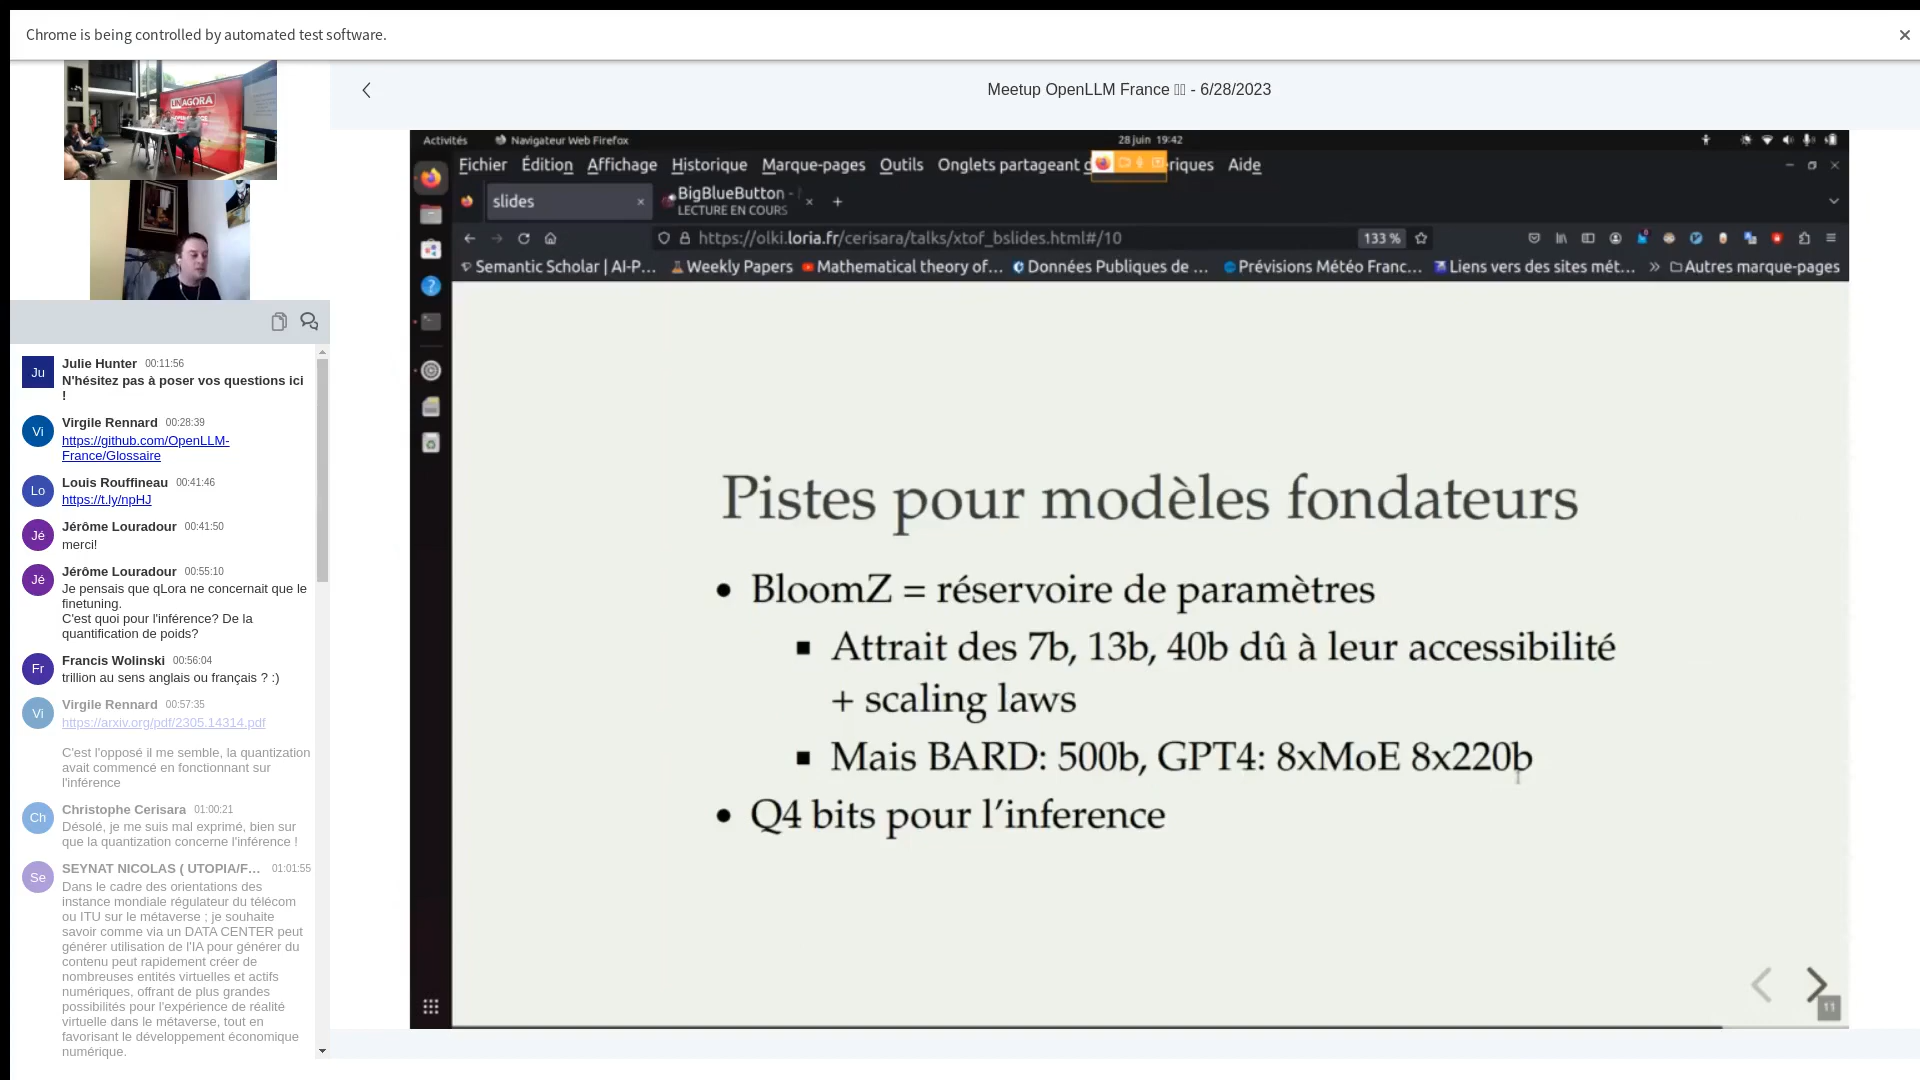 Chrome is being controlled by automated test software.
Meetup OpenLLM France - 6/28/2023
LINAGORA
Julie Hunter 00:11:56
N'hésitez pas à poser vos questions ici
!
Virgile Rennard 00:28:39
https://github.com/OpenLLM-
France/Glossaire
Louis Rouffineau 00:41:46
https://t.ly/npHJ
Jérôme Louradour 00:41:50
merci!
Jérôme Louradour 00:55:10
Je pensais que qLora ne concernait que le
finetuning.
C'est quoi pour l'inférence? De la
quantification de poids?
Francis Wolinski 00:56:04
trillion au sens anglais ou français ? :)
Virgile Rennard 00:57:35
https://arxiv.org/pdf/2305.14314.pdf
C'est l'opposé il me semble, la quantization
avait commencé en fonctionnant sur
l'inférence
Christophe Cerisara 01:00:21
Désolé, je me suis mal exprimé, bien sur
que la quantization concerne l'inférence !
SEYNAT NICOLAS ( UTOPIA/F... 01:01:55
Dans le cadre des orientations des
instance mondiale régulateur du télécom
ou ITU sur le métaverse ; je souhaite
savoir comme via un DATA CENTER peut
générer utilisation de l'IA pour générer du
contenu peut rapidement créer de
nombreuses entités virtuelles et actifs
numériques, offrant de plus grandes
possibilités pour l'expérience de réalité
virtuelle dans le métaverse, tout en
favorisant le développement économique
numérique.
Ju
Vi
Lo
Jé
Jé
Fr
Vi
Ch
Se
Activités Navigateur Web Firefox 28 juin 19:42
Fichier Édition Affichage Historique Marque-pages Outils Onglets partageant riques Aide
slides
BigBlueButton -
LECTURE EN COURS
https://olki.loria.fr/cerisara/talks/xtof_bslides.html#/10 133 %
Semantic Scholar | AI-P... Weekly Papers Mathematical theory of... Données Publiques de ... Prévisions Météo Franc... Liens vers des sites mét... Autres marque-pages
Pistes pour modèles fondateurs
BloomZ = réservoire de paramètres
Attrait des 7b, 13b, 40b dû à leur accessibilité
+ scaling laws
Mais BARD: 500b, GPT4: 8xMoE 8x220b
Q4 bits pour l’inference
11